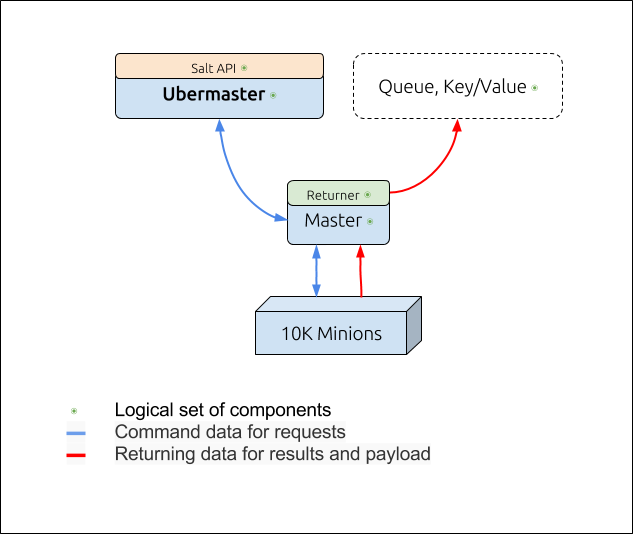 Salt API
Ubermaster
Queue, Key/Value
Returner
Master
10K Minions
Logical set of components
Command data for requests
Returning data for results and payload